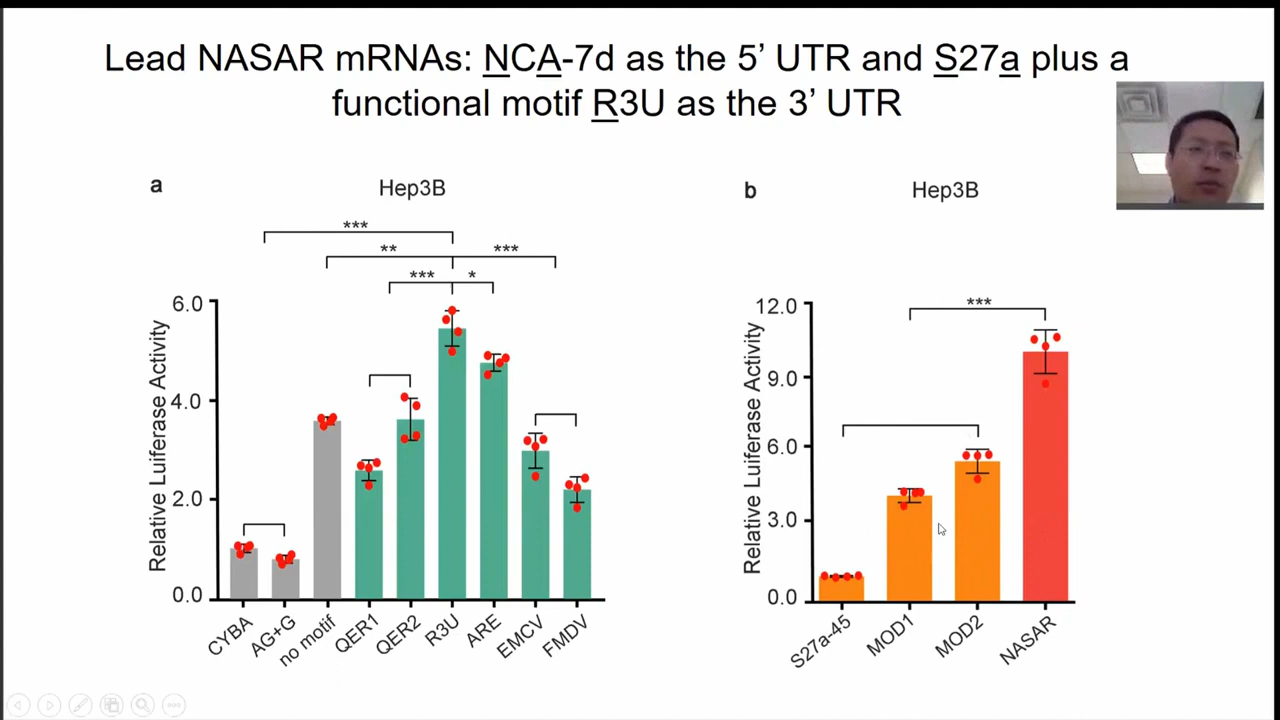 Lead NASAR mRNAs: NCA-7d as the 5’ UTR and S27a plus a
functional motif R3U as the 3’ UTR
a
Hep3B
***
**
***
***
*
Relative Luiferase Activity
6.0
4.0
2.0
0.0
CYBA
AG+G
no motif
QER1
QER2
R3U
ARE
EMCV
FMDV
b
Hep3B
***
Relative Luiferase Activity
12.0
9.0
6.0
3.0
0.0
S27a-45
MOD1
MOD2
NASAR